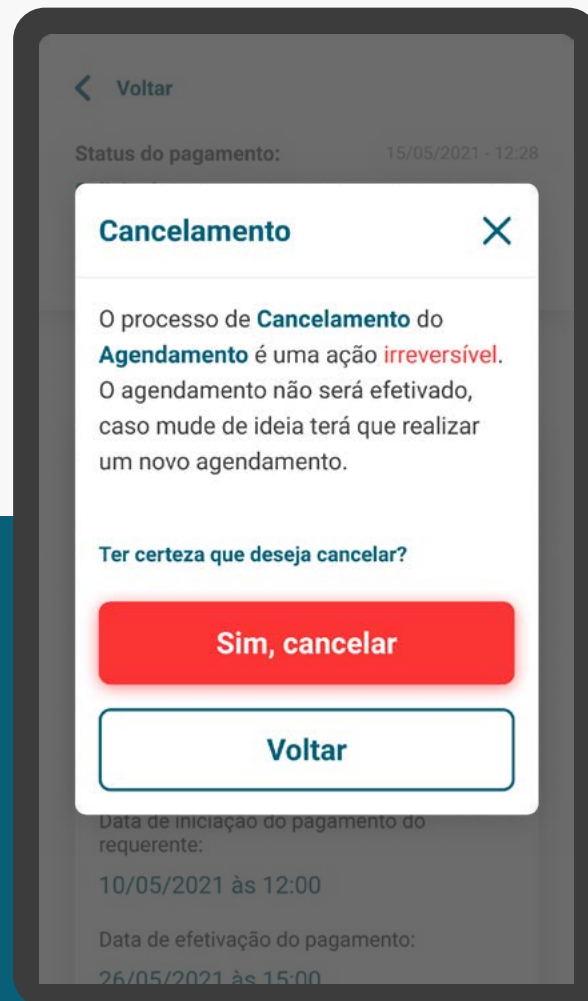 Voltar
Status do pagamento: 15/05/2021 - 12:28
Cancelamento
O processo de Cancelamento do
Agendamento é uma ação irreversível.
O agendamento não será efetivado,
caso mude de ideia terá que realizar
um novo agendamento.
Ter certeza que deseja cancelar?
Sim, cancelar
Voltar
Data de iniciação do pagamento do
requerente:
10/05/2021 às 12:00
Data de efetivação do pagamento:
26/05/2021 às 15:00